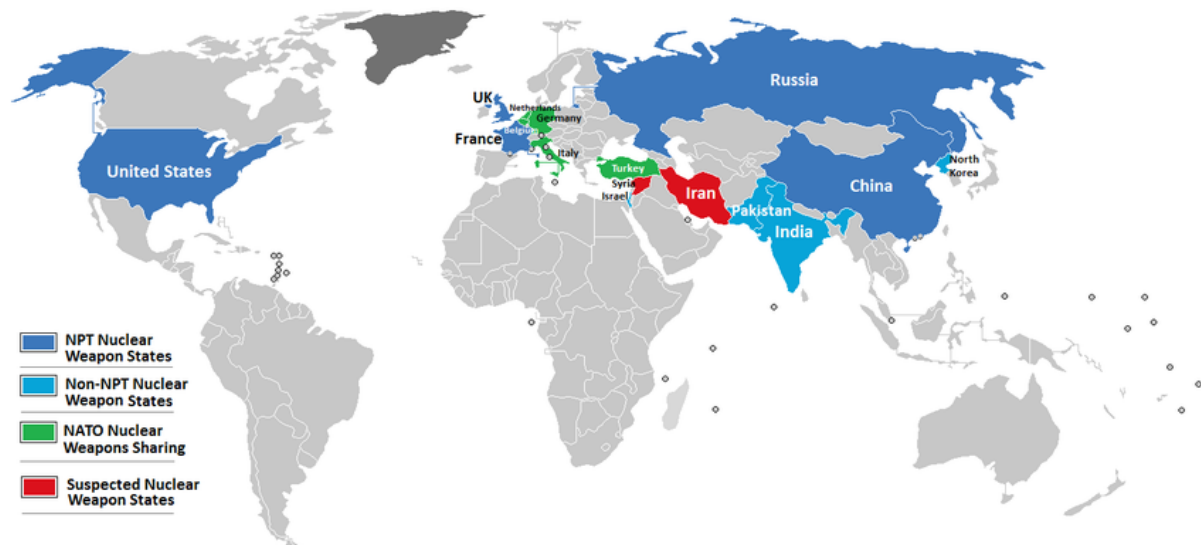 Russia
UK
Netherlands
Germany
Belgium
France
Italy
United States
Turkey
North
Korea
China
Syria
Iran
Israel
Pakistan
India
NPT Nuclear
Weapon States
Non-NPT Nuclear
Weapon States
NATO Nuclear
Weapons Sharing
Suspected Nuclear
Weapon States